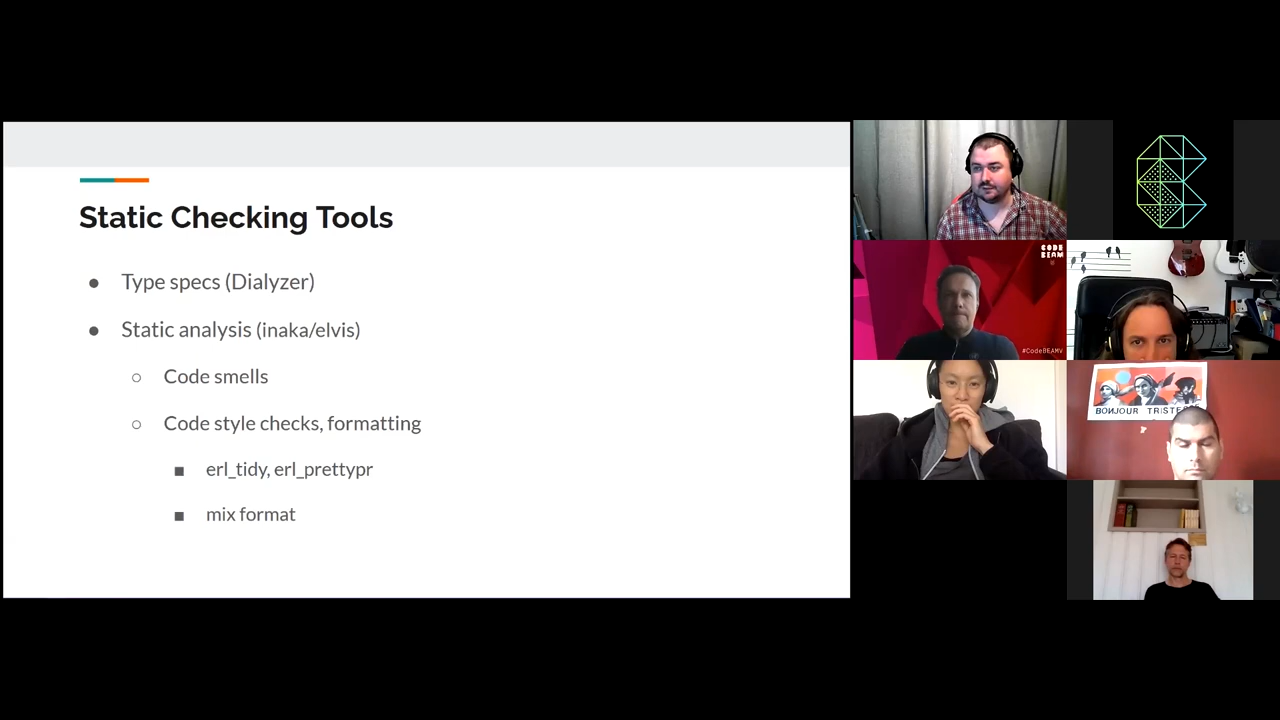 Static Checking Tools
● Type specs (Dialyzer)
● Static analysis (inaka/elvis)
○ Code smells
○ Code style checks, formatting
■ erl_tidy, erl_prettypr
■ mix format
CODE
BEAM
#CodeBEAMV
BONJOUR TRISTE